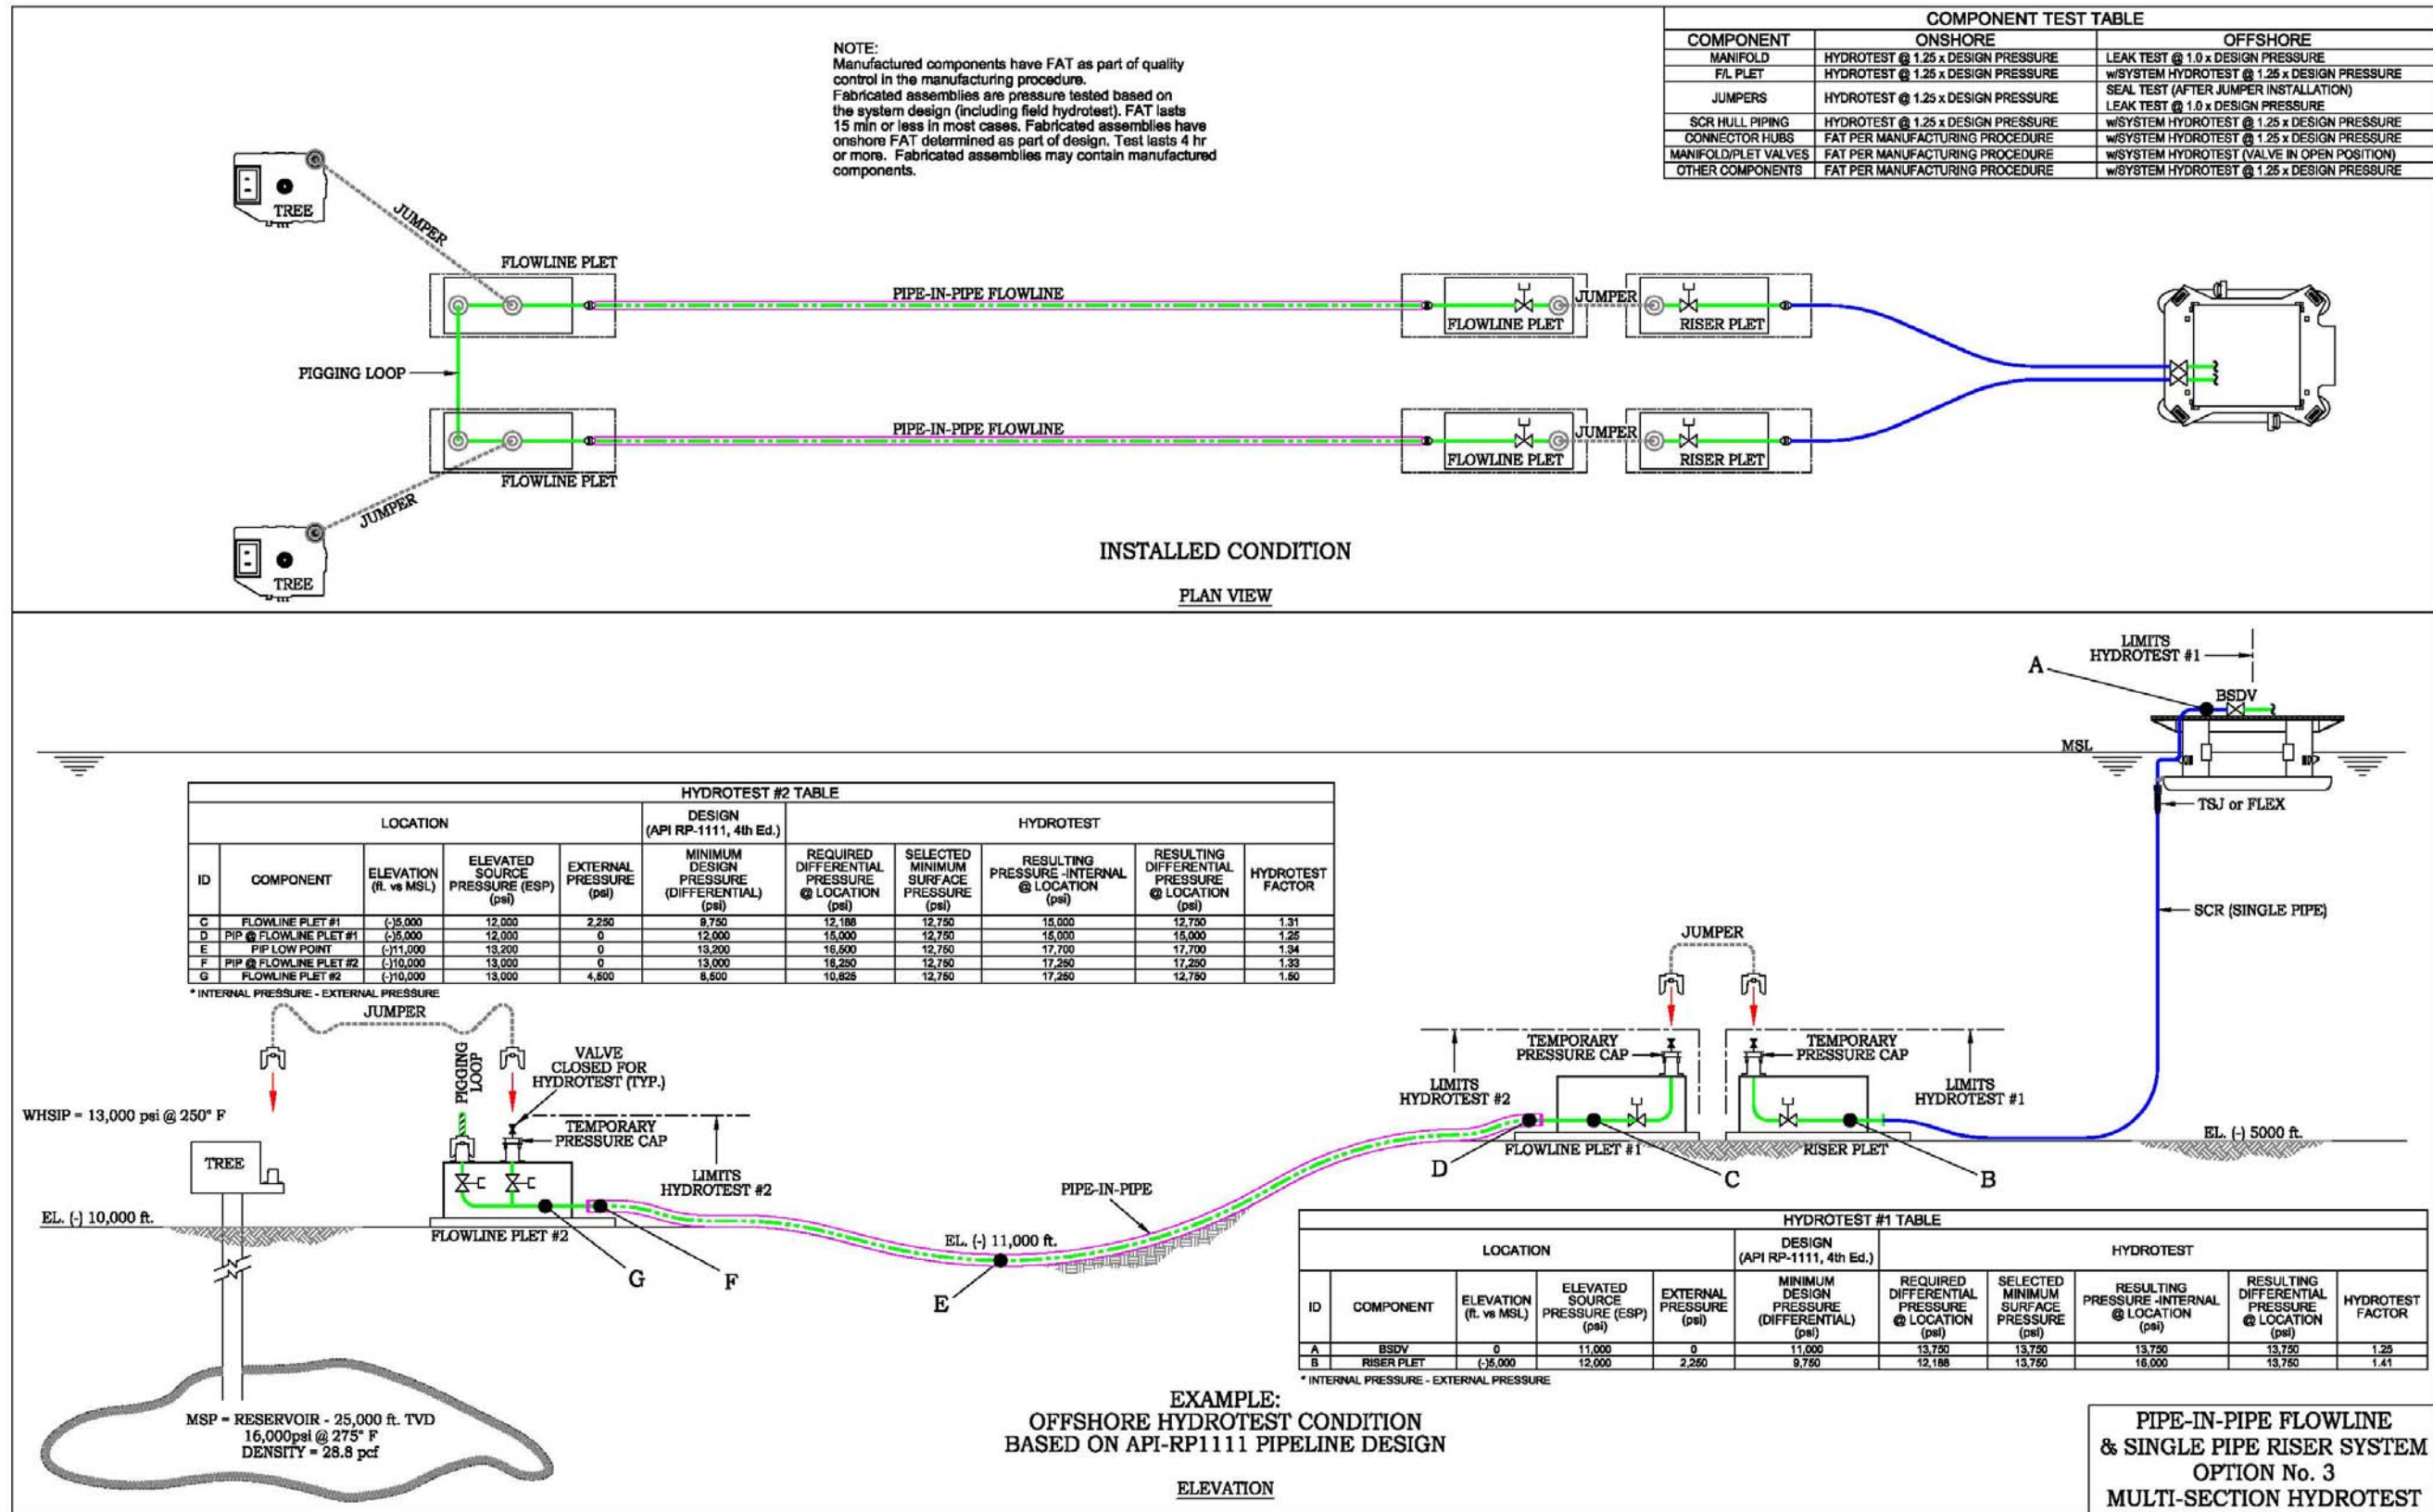 NOTE:
Manufactured components have FAT as part of quality
control in the manufacturing procedure.
Fabricated assemblies are pressure tested based on
the system design (including field hydrotest). FAT lasts
15 min or less in most cases. Fabricated assemblies have
onshore FAT determined as part of design. Test lasts 4 hr
or more. Fabricated assemblies may contain manufactured
components.
COMPONENT TEST TABLE
COMPONENT ONSHORE OFFSHORE
MANIFOLD HYDROTEST @ 1.25 x DESIGN PRESSURE LEAK TEST @ 1.0 x DESIGN PRESSURE
F/L PLET HYDROTEST @ 1.25 x DESIGN PRESSURE w/SYSTEM HYDROTEST @ 1.25 x DESIGN PRESSURE
JUMPERS HYDROTEST @ 1.25 x DESIGN PRESSURE SEAL TEST (AFTER JUMPER INSTALLATION)
LEAK TEST @ 1.0 x DESIGN PRESSURE
SCR HULL PIPING HYDROTEST @ 1.25 x DESIGN PRESSURE w/SYSTEM HYDROTEST @ 1.25 x DESIGN PRESSURE
CONNECTOR HUBS FAT PER MANUFACTURING PROCEDURE w/SYSTEM HYDROTEST @ 1.25 x DESIGN PRESSURE
MANIFOLD/PLET VALVES FAT PER MANUFACTURING PROCEDURE w/SYSTEM HYDROTEST (VALVE IN OPEN POSITION)
OTHER COMPONENTS FAT PER MANUFACTURING PROCEDURE w/SYSTEM HYDROTEST @ 1.25 x DESIGN PRESSURE
TREE
JUMPER
FLOWLINE PLET
PIPE-IN-PIPE FLOWLINE
FLOWLINE PLET
JUMPER
RISER PLET
PIGGING LOOP
PIPE-IN-PIPE FLOWLINE
FLOWLINE PLET
JUMPER
RISER PLET
FLOWLINE PLET
JUMPER
TREE
INSTALLED CONDITION
PLAN VIEW
LIMITS
HYDROTEST #1
A
BSDV
MSL
TSJ or FLEX
SCR (SINGLE PIPE)
HYDROTEST #2 TABLE
LOCATION
DESIGN
(API RP-1111, 4th Ed.)
HYDROTEST
ID
COMPONENT
ELEVATION
(ft. vs MSL)
ELEVATED
SOURCE
PRESSURE (ESP)
(psi)
EXTERNAL
PRESSURE
(psi)
MINIMUM
DESIGN
PRESSURE
(DIFFERENTIAL)
(psi)
REQUIRED
DIFFERENTIAL
PRESSURE
@ LOCATION
(psi)
SELECTED
MINIMUM
SURFACE
PRESSURE
(psi)
RESULTING
PRESSURE -INTERNAL
@ LOCATION
(psi)
RESULTING
DIFFERENTIAL
PRESSURE
@ LOCATION
(psi)
HYDROTEST
FACTOR
C FLOWLINE PLET #1 (-)5,000 12,000 2,250 9,750 12,188 12,750 15,000 12,750 1.31
D PIP @ FLOWLINE PLET #1 (-)5,000 12,000 0 12,000 15,000 12,750 15,000 15,000 1.25
E PIP LOW POINT (-)11,000 13,200 0 13,200 16,500 12,750 17,700 17,700 1.34
F PIP @ FLOWLINE PLET #2 (-)10,000 13,000 0 13,000 16,250 12,750 17,250 17,250 1.33
G FLOWLINE PLET #2 (-)10,000 13,000 4,500 8,500 10,625 12,750 17,250 12,750 1.50
* INTERNAL PRESSURE - EXTERNAL PRESSURE
JUMPER
PIGGING
LOOP
VALVE
CLOSED FOR
HYDROTEST (TYP.)
TEMPORARY
PRESSURE CAP
LIMITS
HYDROTEST #2
WHSIP = 13,000 psi @ 250° F
TREE
EL. (-) 10,000 ft.
FLOWLINE PLET #2
G
F
EL. (-) 11,000 ft.
E
PIPE-IN-PIPE
JUMPER
TEMPORARY
PRESSURE CAP
LIMITS
HYDROTEST #2
TEMPORARY
PRESSURE CAP
LIMITS
HYDROTEST #1
D
FLOWLINE PLET #1
C
RISER PLET
B
EL. (-) 5000 ft.
HYDROTEST #1 TABLE
LOCATION
DESIGN
(API RP-1111, 4th Ed.)
HYDROTEST
ID
COMPONENT
ELEVATION
(ft. vs MSL)
ELEVATED
SOURCE
PRESSURE (ESP)
(psi)
EXTERNAL
PRESSURE
(psi)
MINIMUM
DESIGN
PRESSURE
(DIFFERENTIAL)
(psi)
REQUIRED
DIFFERENTIAL
PRESSURE
@ LOCATION
(psi)
SELECTED
MINIMUM
SURFACE
PRESSURE
(psi)
RESULTING
PRESSURE -INTERNAL
@ LOCATION
(psi)
RESULTING
DIFFERENTIAL
PRESSURE
@ LOCATION
(psi)
HYDROTEST
FACTOR
A BSDV 0 11,000 0 11,000 13,750 13,750 13,750 13,750 1.25
B RISER PLET (-)5,000 12,000 2,250 9,750 12,188 13,750 16,000 13,750 1.41
* INTERNAL PRESSURE - EXTERNAL PRESSURE
MSP = RESERVOIR - 25,000 ft. TVD
16,000psi @ 275° F
DENSITY = 28.8 pcf
EXAMPLE:
OFFSHORE HYDROTEST CONDITION
BASED ON API-RP1111 PIPELINE DESIGN
ELEVATION
PIPE-IN-PIPE FLOWLINE
& SINGLE PIPE RISER SYSTEM
OPTION No. 3
MULTI-SECTION HYDROTEST